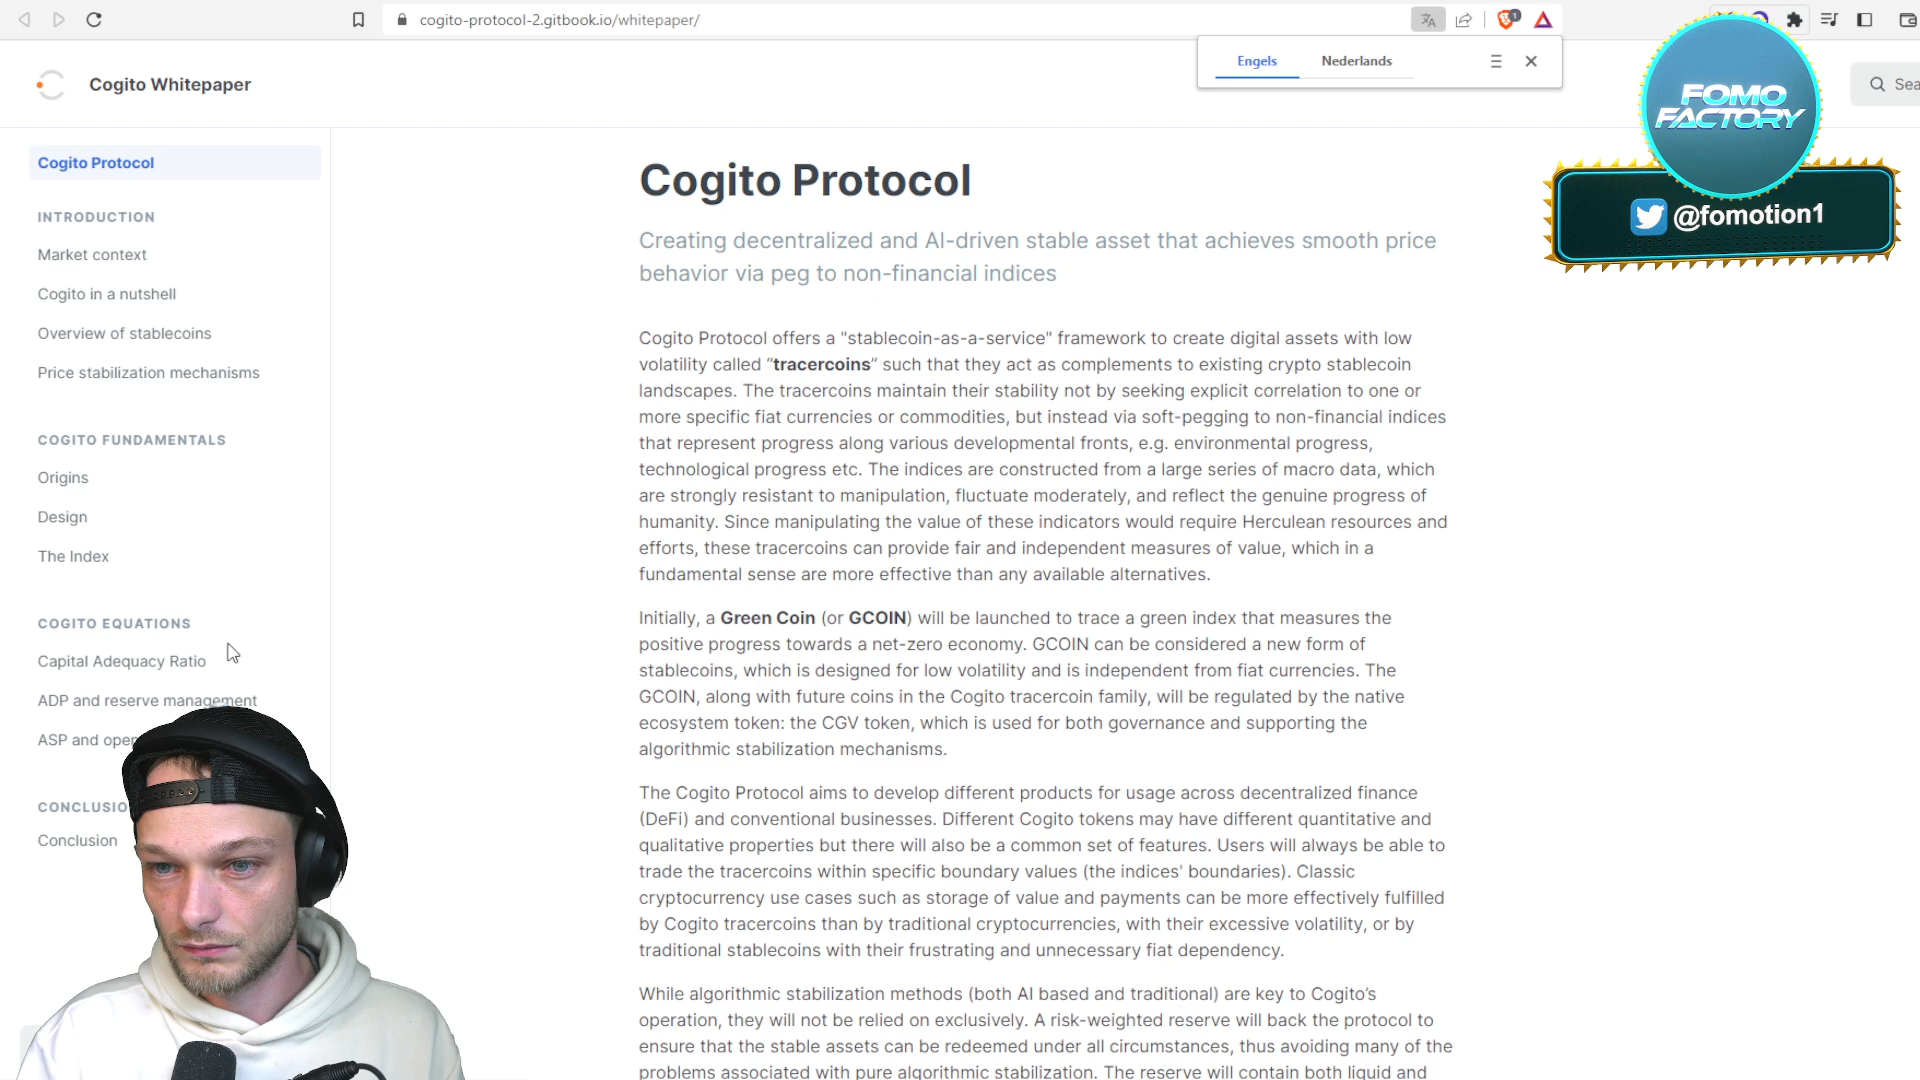 cogito-protocol-2.gitbook.io/whitepaper/
1
Engels
Nederlands
Cogito Whitepaper
FOMO
FACTORY
@fomotion1
Cogito Protocol
INTRODUCTION
Market context
Cogito in a nutshell
Overview of stablecoins
Price stabilization mechanisms
COGITO FUNDAMENTALS
Origins
Design
The Index
COGITO EQUATIONS
Capital Adequacy Ratio
ADP and reserve management
ASP and
Conclusion
Cogito Protocol
Creating decentralized and AI-driven stable asset that achieves smooth price
behavior via peg to non-financial indices
Cogito Protocol offers a "stablecoin-as-a-service" framework to create digital assets with low
volatility called “tracercoins” such that they act as complements to existing crypto stablecoin
landscapes. The tracercoins maintain their stability not by seeking explicit correlation to one or
more specific fiat currencies or commodities, but instead via soft-pegging to non-financial indices
that represent progress along various developmental fronts, e.g. environmental progress,
technological progress etc. The indices are constructed from a large series of macro data, which
are strongly resistant to manipulation, fluctuate moderately, and reflect the genuine progress of
humanity. Since manipulating the value of these indicators would require Herculean resources and
efforts, these tracercoins can provide fair and independent measures of value, which in a
fundamental sense are more effective than any available alternatives.
Initially, a Green Coin (or GCOIN) will be launched to trace a green index that measures the
positive progress towards a net-zero economy. GCOIN can be considered a new form of
stablecoins, which is designed for low volatility and is independent from fiat currencies. The
GCOIN, along with future coins in the Cogito tracercoin family, will be regulated by the native
ecosystem token: the CGV token, which is used for both governance and supporting the
algorithmic stabilization mechanisms.
The Cogito Protocol aims to develop different products for usage across decentralized finance
(DeFi) and conventional businesses. Different Cogito tokens may have different quantitative and
qualitative properties but there will also be a common set of features. Users will always be able to
trade the tracercoins within specific boundary values (the indices' boundaries). Classic
cryptocurrency use cases such as storage of value and payments can be more effectively fulfilled
by Cogito tracercoins than by traditional cryptocurrencies, with their excessive volatility, or by
traditional stablecoins with their frustrating and unnecessary fiat dependency.
While algorithmic stabilization methods (both AI based and traditional) are key to Cogito’s
operation, they will not be relied on exclusively. A risk-weighted reserve will back the protocol to
ensure that the stable assets can be redeemed under all circumstances, thus avoiding many of the
problems associated with pure algorithmic stabilization. The reserve will contain both liquid and